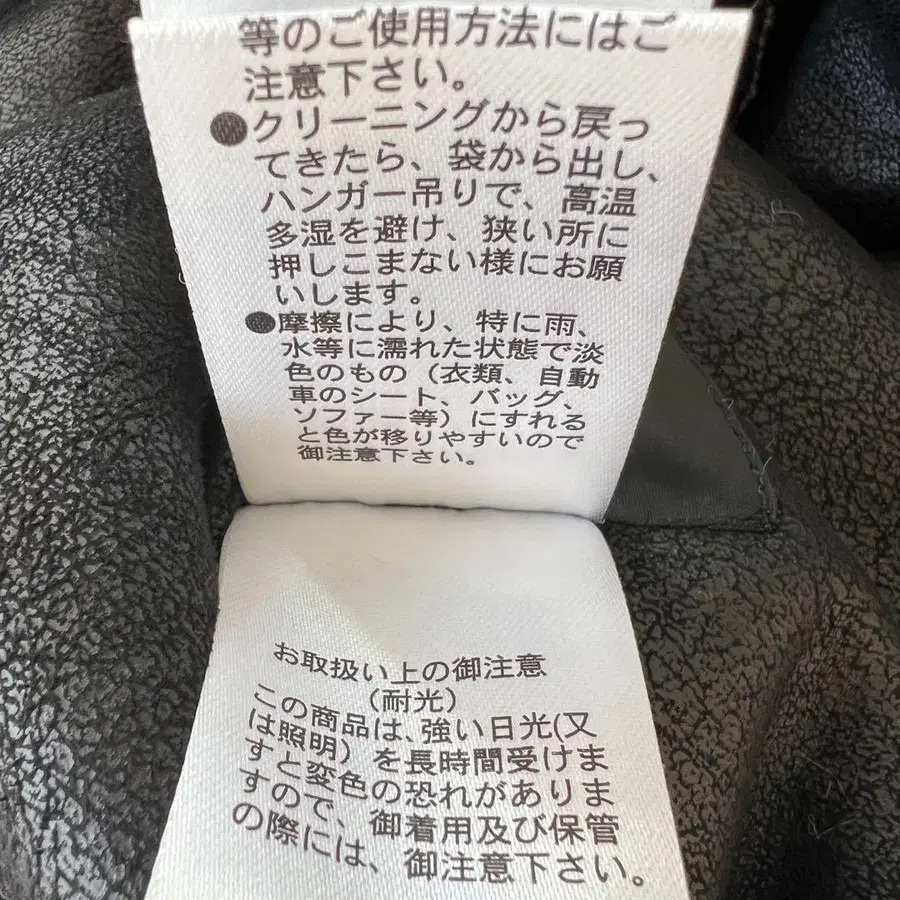 等のご使用方法にはご
注意下さい。
●クリーニングから戻っ
てきたら、袋から出し、
ハンガー吊りで、高温
多湿を避け、狭い所に
押しこまない様にお願
いします。
●摩擦により、特に雨、
水等に濡れた状態で淡
色のもの（衣類、自動
車のシート、バッグ、
ソファー等）にすれる
と色が移りやすいので
御注意下さい。
お取扱い上の御注意
（耐光）
この商品は、強い日光(又
は照明）を長時間受けま
すと変色の恐れがありま
すので、御着用及び保管
の際には、御注意下さい。